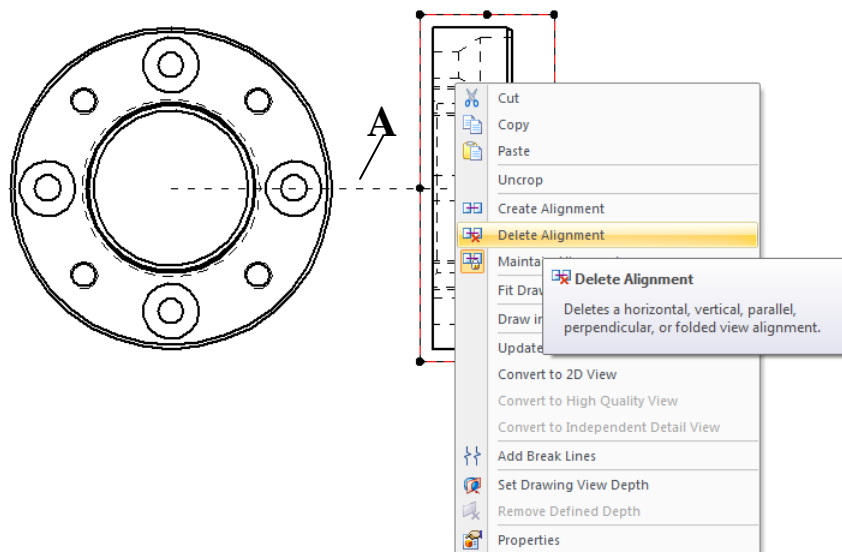 A
Cut
Copy
Paste
Uncrop
Create Alignment
Delete Alignment
Delete Alignment
Deletes a horizontal, vertical, parallel,
perpendicular, or folded view alignment.
Fit
Update
Convert to 2D View
Convert to High Quality View
Convert to Independent Detail View
Add Break Lines
Set Drawing View Depth
Remove Defined Depth
Properties